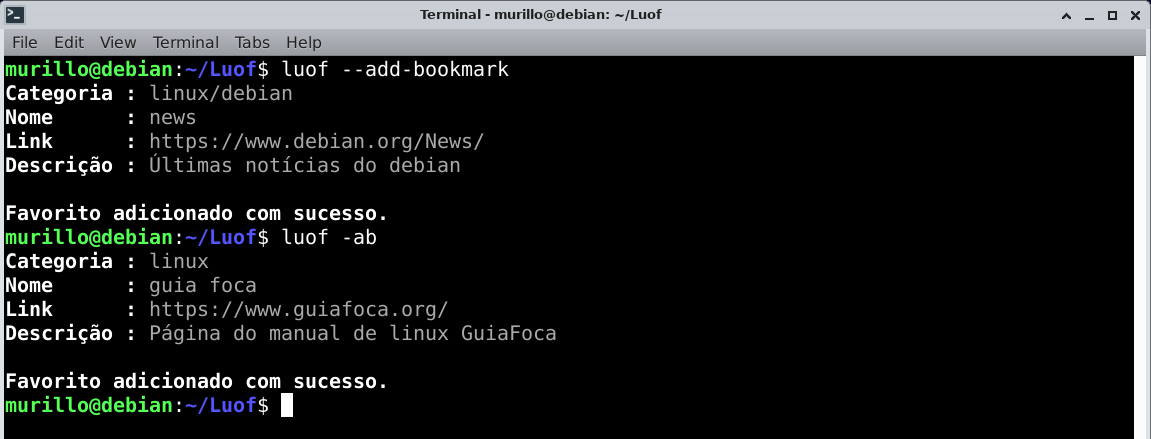 Terminal - murillo@debian: ~/Luof
File Edit View Terminal Tabs Help
murillo@debian:~/Luof$ luof --add-bookmark
Categoria : linux/debian
Nome      : news
Link      : https://www.debian.org/News/
Descrição : Últimas notícias do debian
Favorito adicionado com sucesso.
murillo@debian:~/Luof$ luof -ab
Categoria : linux
Nome      : guia foca
Link      : https://www.guiafoca.org/
Descrição : Página do manual de linux GuiaFoca
Favorito adicionado com sucesso.
murillo@debian:~/Luof$